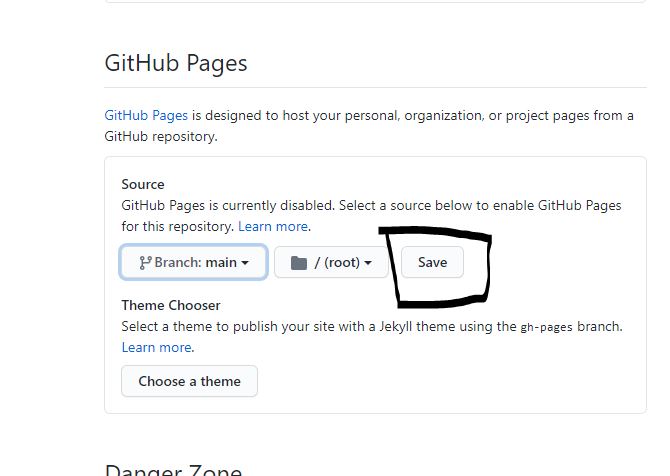 GitHub Pages
GitHub Pages is designed to host your personal, organization, or project pages from a
GitHub repository.
Source
GitHub Pages is currently disabled. Select a source below to enable GitHub Pages
for this repository. Learn more.
Branch: main / (root) Save
Theme Chooser
Select a theme to publish your site with a Jekyll theme using the gh-pages branch.
Learn more.
Choose a theme
Danger Zone